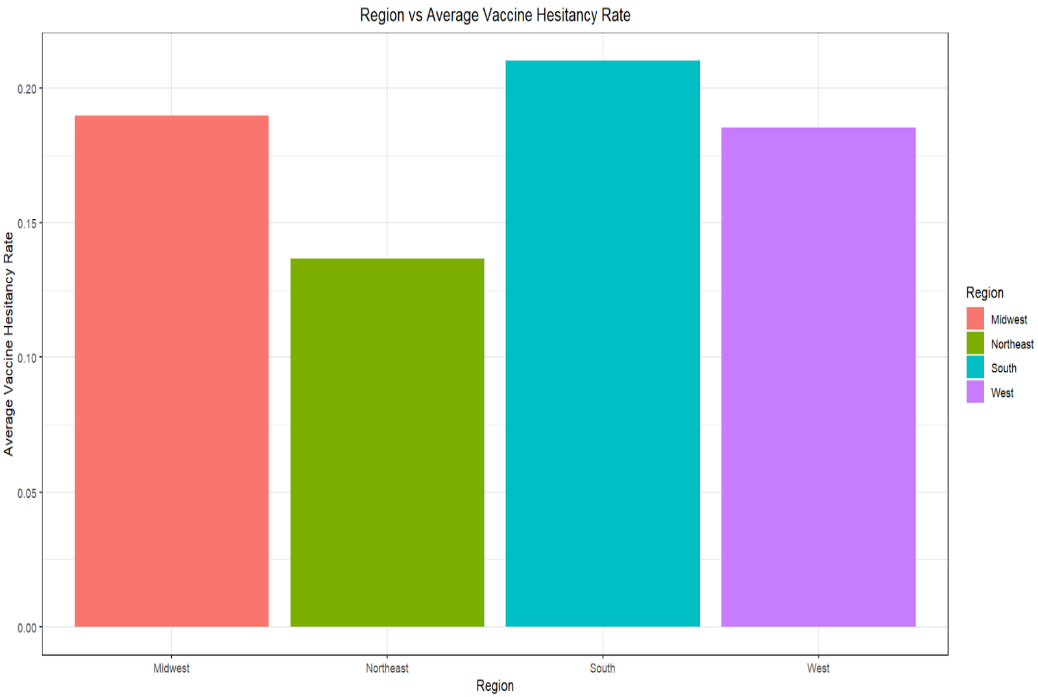 Region vs Average Vaccine Hesitancy Rate
Average Vaccine Hesitancy Rate
0.20
0.15
0.10
0.05
0.00
Midwest
Northeast
South
West
Region
Region
Midwest
Northeast
South
West